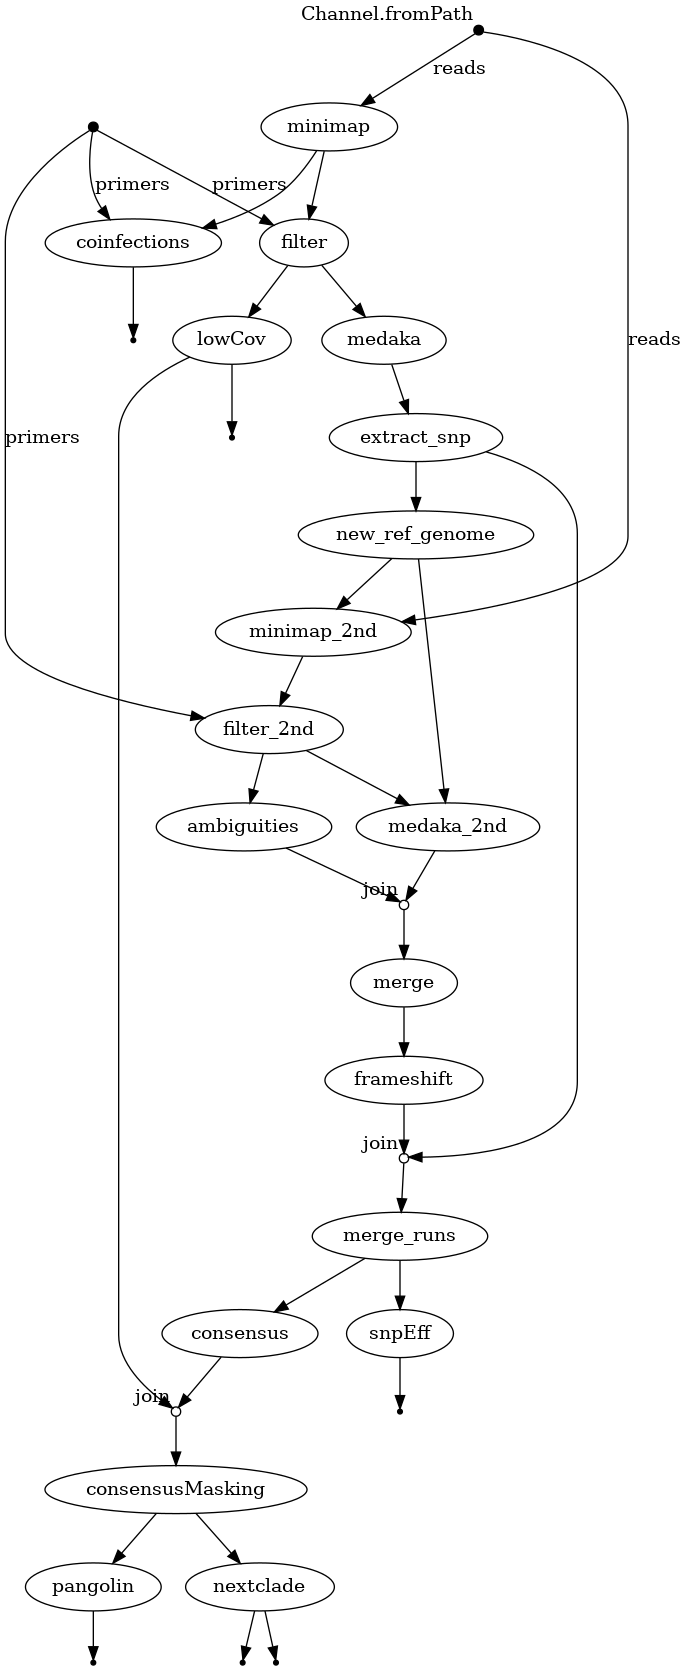 Channel.fromPath
reads
minimap
primers
primers
coinfections
filter
lowCov
medaka
reads
primers
extract_snp
new_ref_genome
minimap_2nd
filter_2nd
ambiguities
medaka_2nd
join
merge
frameshift
join
merge_runs
consensus
snpEff
join
consensusMasking
pangolin
nextclade